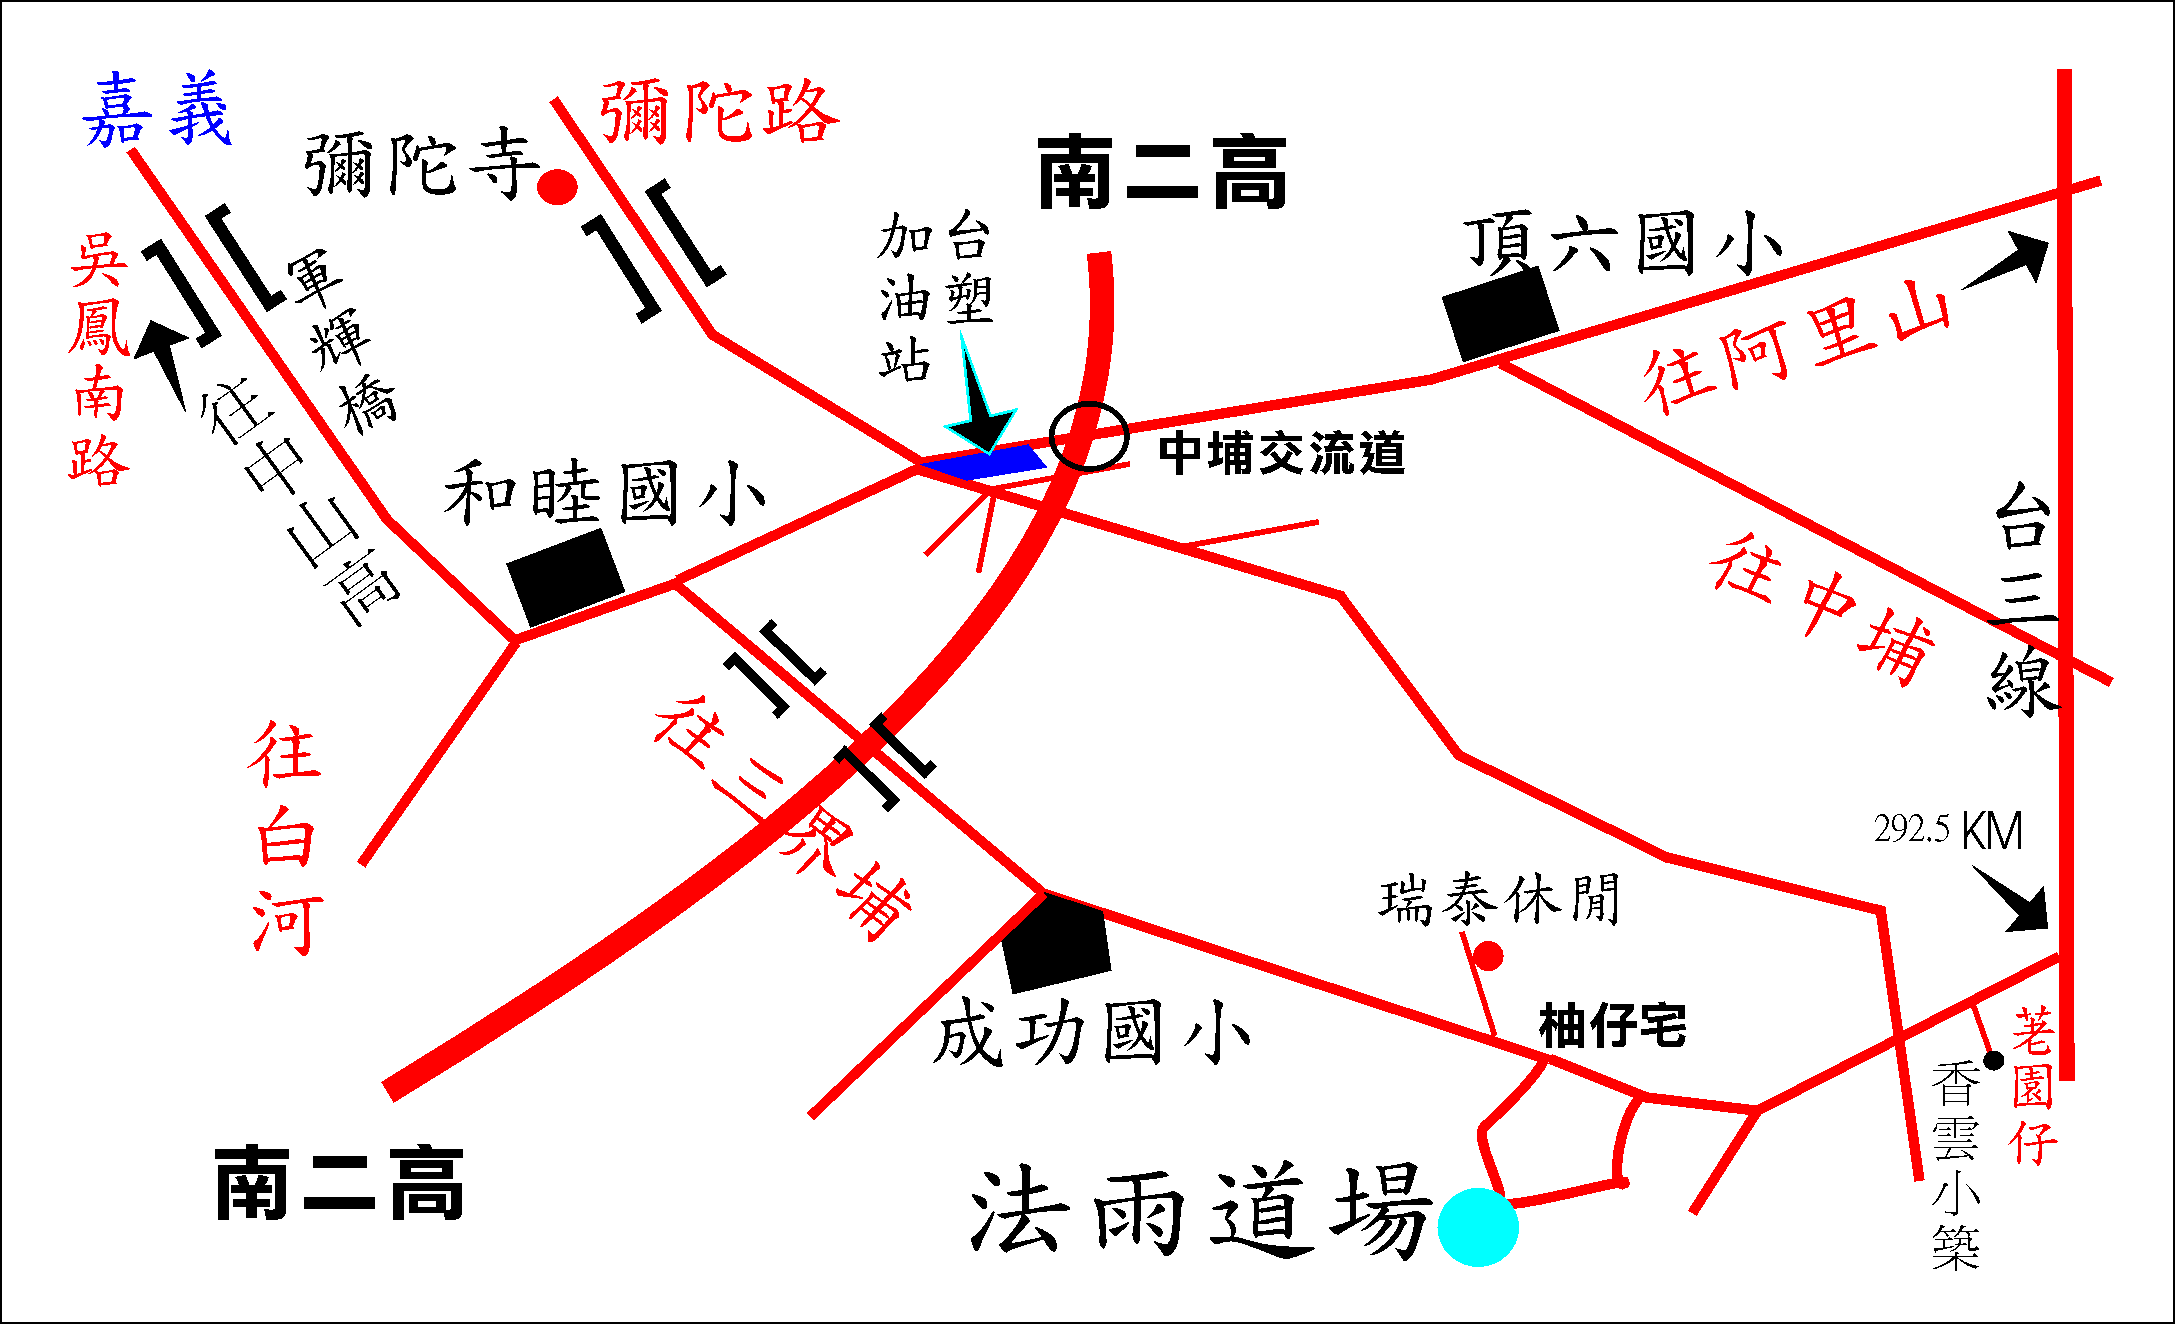 嘉義
彌陀路
彌陀寺
南二高
吳鳳南路
軍輝橋
往中山高
台塑
加油站
頂六國小
往阿里山
中埔交流道
和睦國小
台三線
往中埔
往三界埔
往白河
292.5 KM
瑞泰休閒
成功國小
柚仔宅
荖園仔
香雲小築
南二高
法雨道場